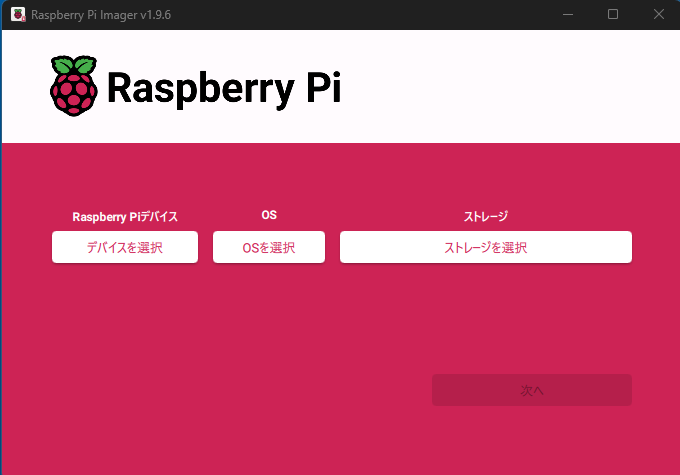 Raspberry Pi Imager v1.9.6
Raspberry Pi
Raspberry Piデバイス
OS
ストレージ
デバイスを選択
OSを選択
ストレージを選択
次へ